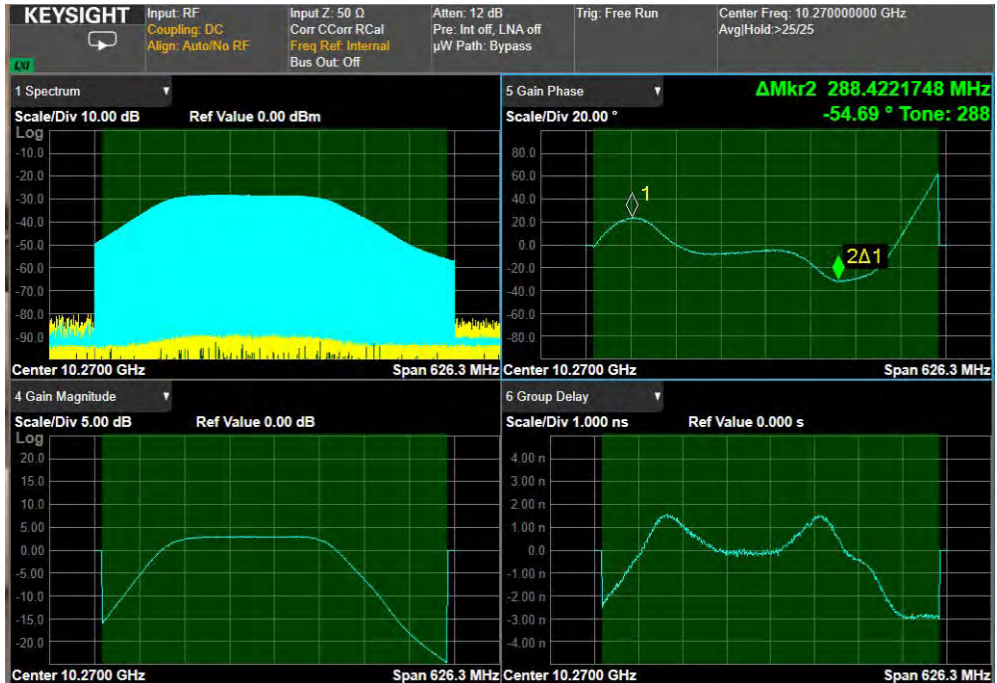 KEYSIGHT
Input: RF
Coupling: DC
Align: Auto/No RF
Input Z: 50 Ω
Corr CCorr RCal
Freq Ref: Internal
Bus Out: Off
Atten: 12 dB
Pre: Int off, LNA off
µW Path: Bypass
Trig: Free Run
Center Freq: 10.270000000 GHz
Avg|Hold:>25/25
LXI
1 Spectrum
Scale/Div 10.00 dB Ref Value 0.00 dBm
Log
-10.0
-20.0
-30.0
-40.0
-50.0
-60.0
-70.0
-80.0
-90.0
Center 10.2700 GHz Span 626.3 MHz
5 Gain Phase
ΔMkr2 288.4221748 MHz
Scale/Div 20.00 ° -54.69 ° Tone: 288
80.0
60.0
40.0
20.0
0.0
-20.0
-40.0
-60.0
-80.0
1
2Δ1
Center 10.2700 GHz Span 626.3 MHz
4 Gain Magnitude
Scale/Div 5.00 dB Ref Value 0.00 dB
Log
20.0
15.0
10.0
5.00
0.00
-5.00
-10.0
-15.0
-20.0
Center 10.2700 GHz Span 626.3 MHz
6 Group Delay
Scale/Div 1.000 ns Ref Value 0.000 s
4.00 n
3.00 n
2.00 n
1.00 n
0.0
-1.00 n
-2.00 n
-3.00 n
-4.00 n
Center 10.2700 GHz Span 626.3 MHz